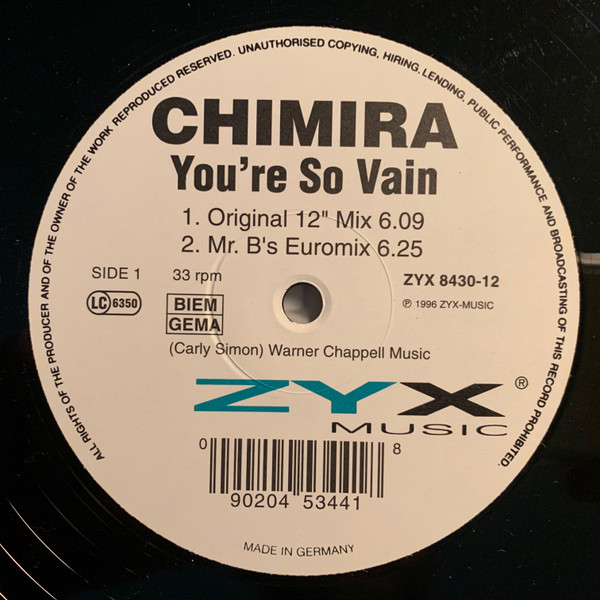 ALL RIGHTS OF THE PRODUCER AND OF THE OWNER OF THE WORK REPRODUCED RESERVED. UNAUTHORISED COPYING, HIRING, LENDING, PUBLIC PERFORMANCE AND BROADCASTING OF THIS RECORD PROHIBITED.
CHIMIRA
You're So Vain
1. Original 12" Mix 6.09
2. Mr. B's Euromix 6.25
SIDE 1 33 rpm ZYX 8430-12
LC 6350 BIEM ℗ 1996 ZYX-MUSIC
GEMA
(Carly Simon) Warner Chappell Music
ZYX ®
MUSIC
0 90204 53441 8
MADE IN GERMANY